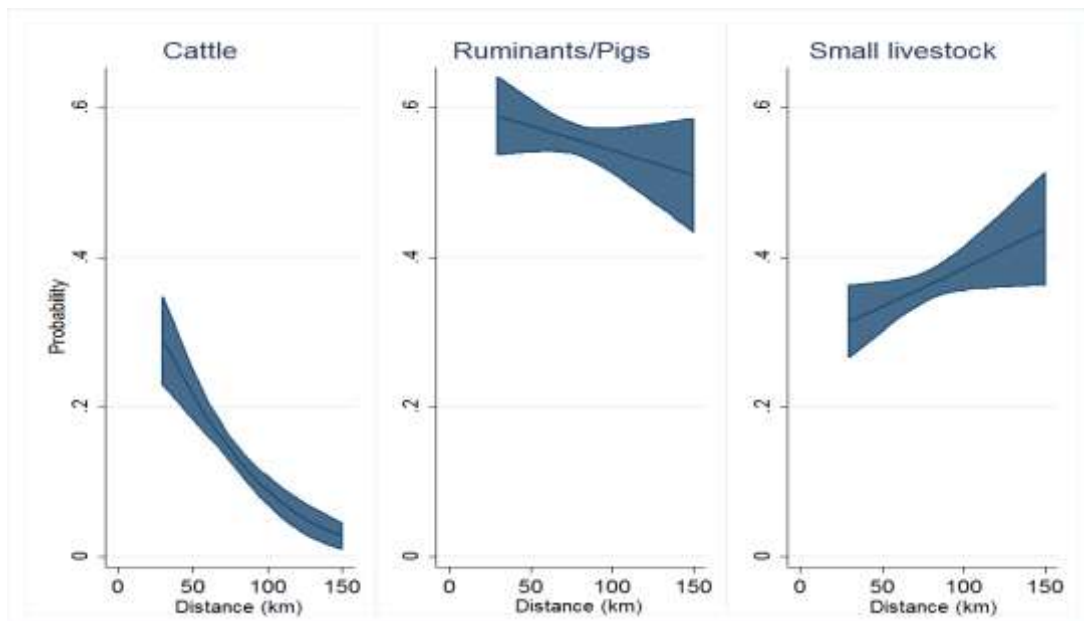 Cattle
Ruminants/Pigs
Small livestock
Probability
.6
.4
.2
0
0 50 100 150
Distance (km)
.6
.4
.2
0
0 50 100 150
Distance (km)
.6
.4
.2
0
0 50 100 150
Distance (km)